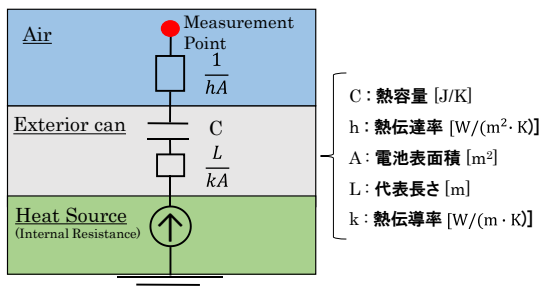 Air
Measurement
Point
1
hA
Exterior can
C
L
kA
Heat Source
(Internal Resistance)
C : 熱容量 [J/K]
h : 熱伝達率 [W/(m²· K)]
A : 電池表面積 [m²]
L : 代表長さ [m]
k : 熱伝導率 [W/(m · K)]